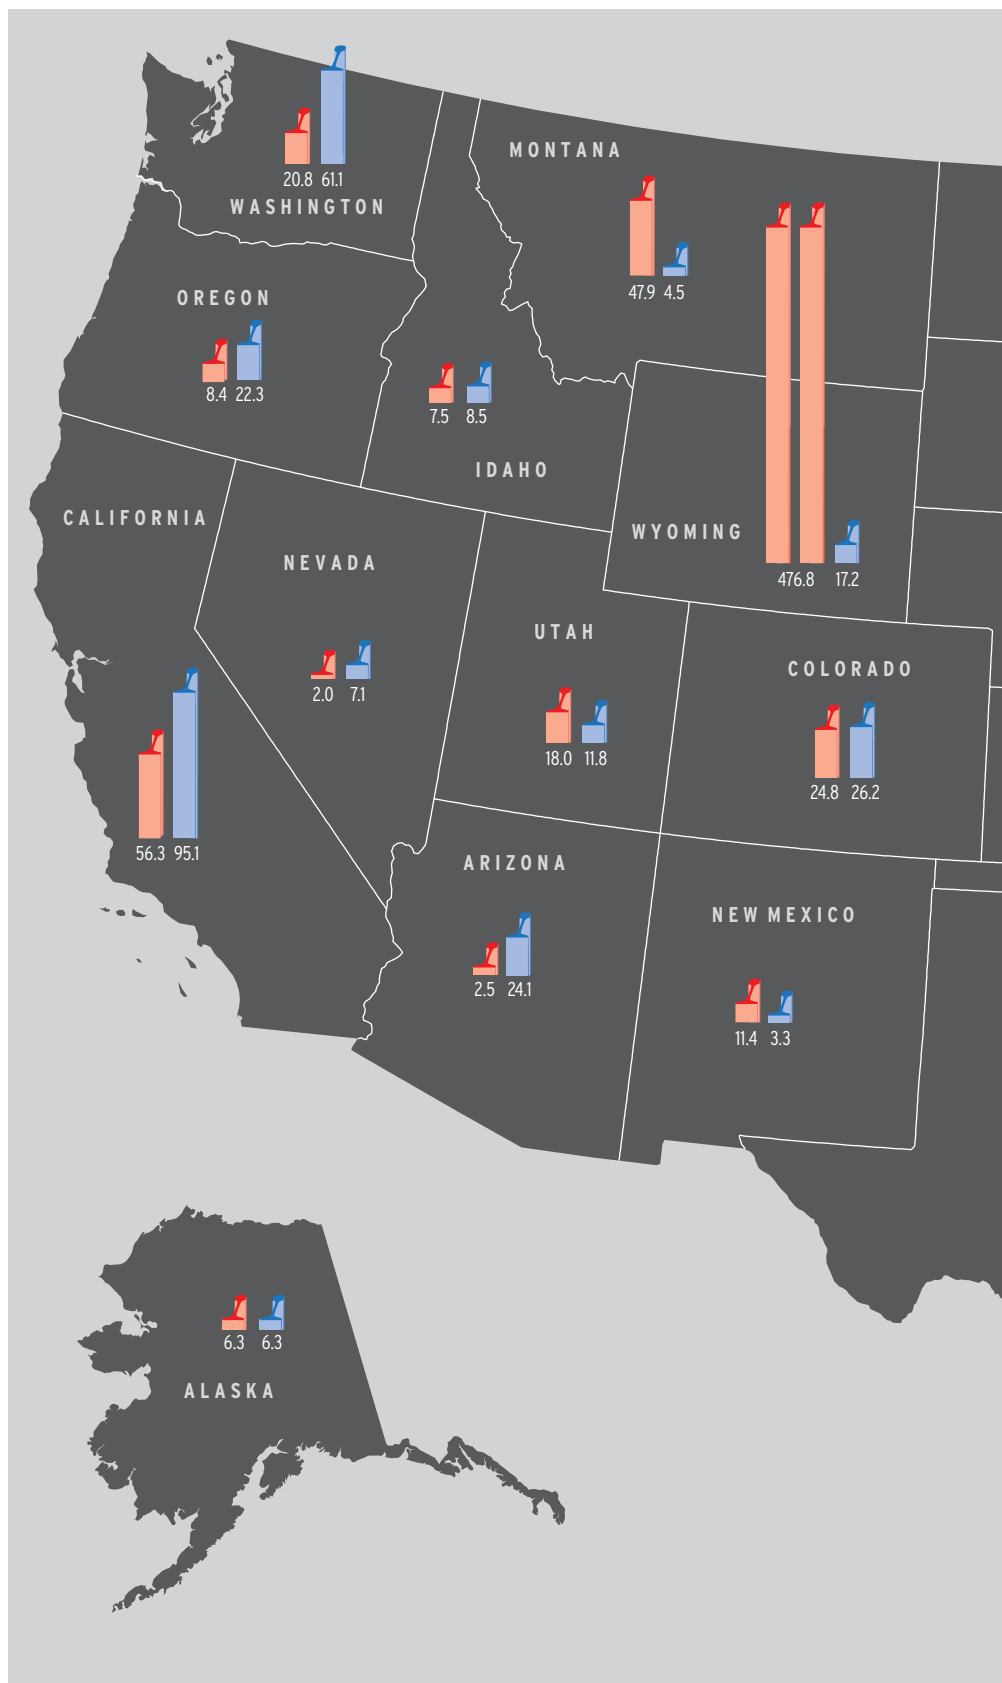 20.8 61.1
WASHINGTON
MONTANA
47.9 4.5
OREGON
8.4 22.3
7.5 8.5
IDAHO
CALIFORNIA
56.3 95.1
NEVADA
2.0 7.1
WYOMING
476.8 17.2
UTAH
18.0 11.8
COLORADO
24.8 26.2
ARIZONA
2.5 24.1
NEW MEXICO
11.4 3.3
6.3 6.3
ALASKA